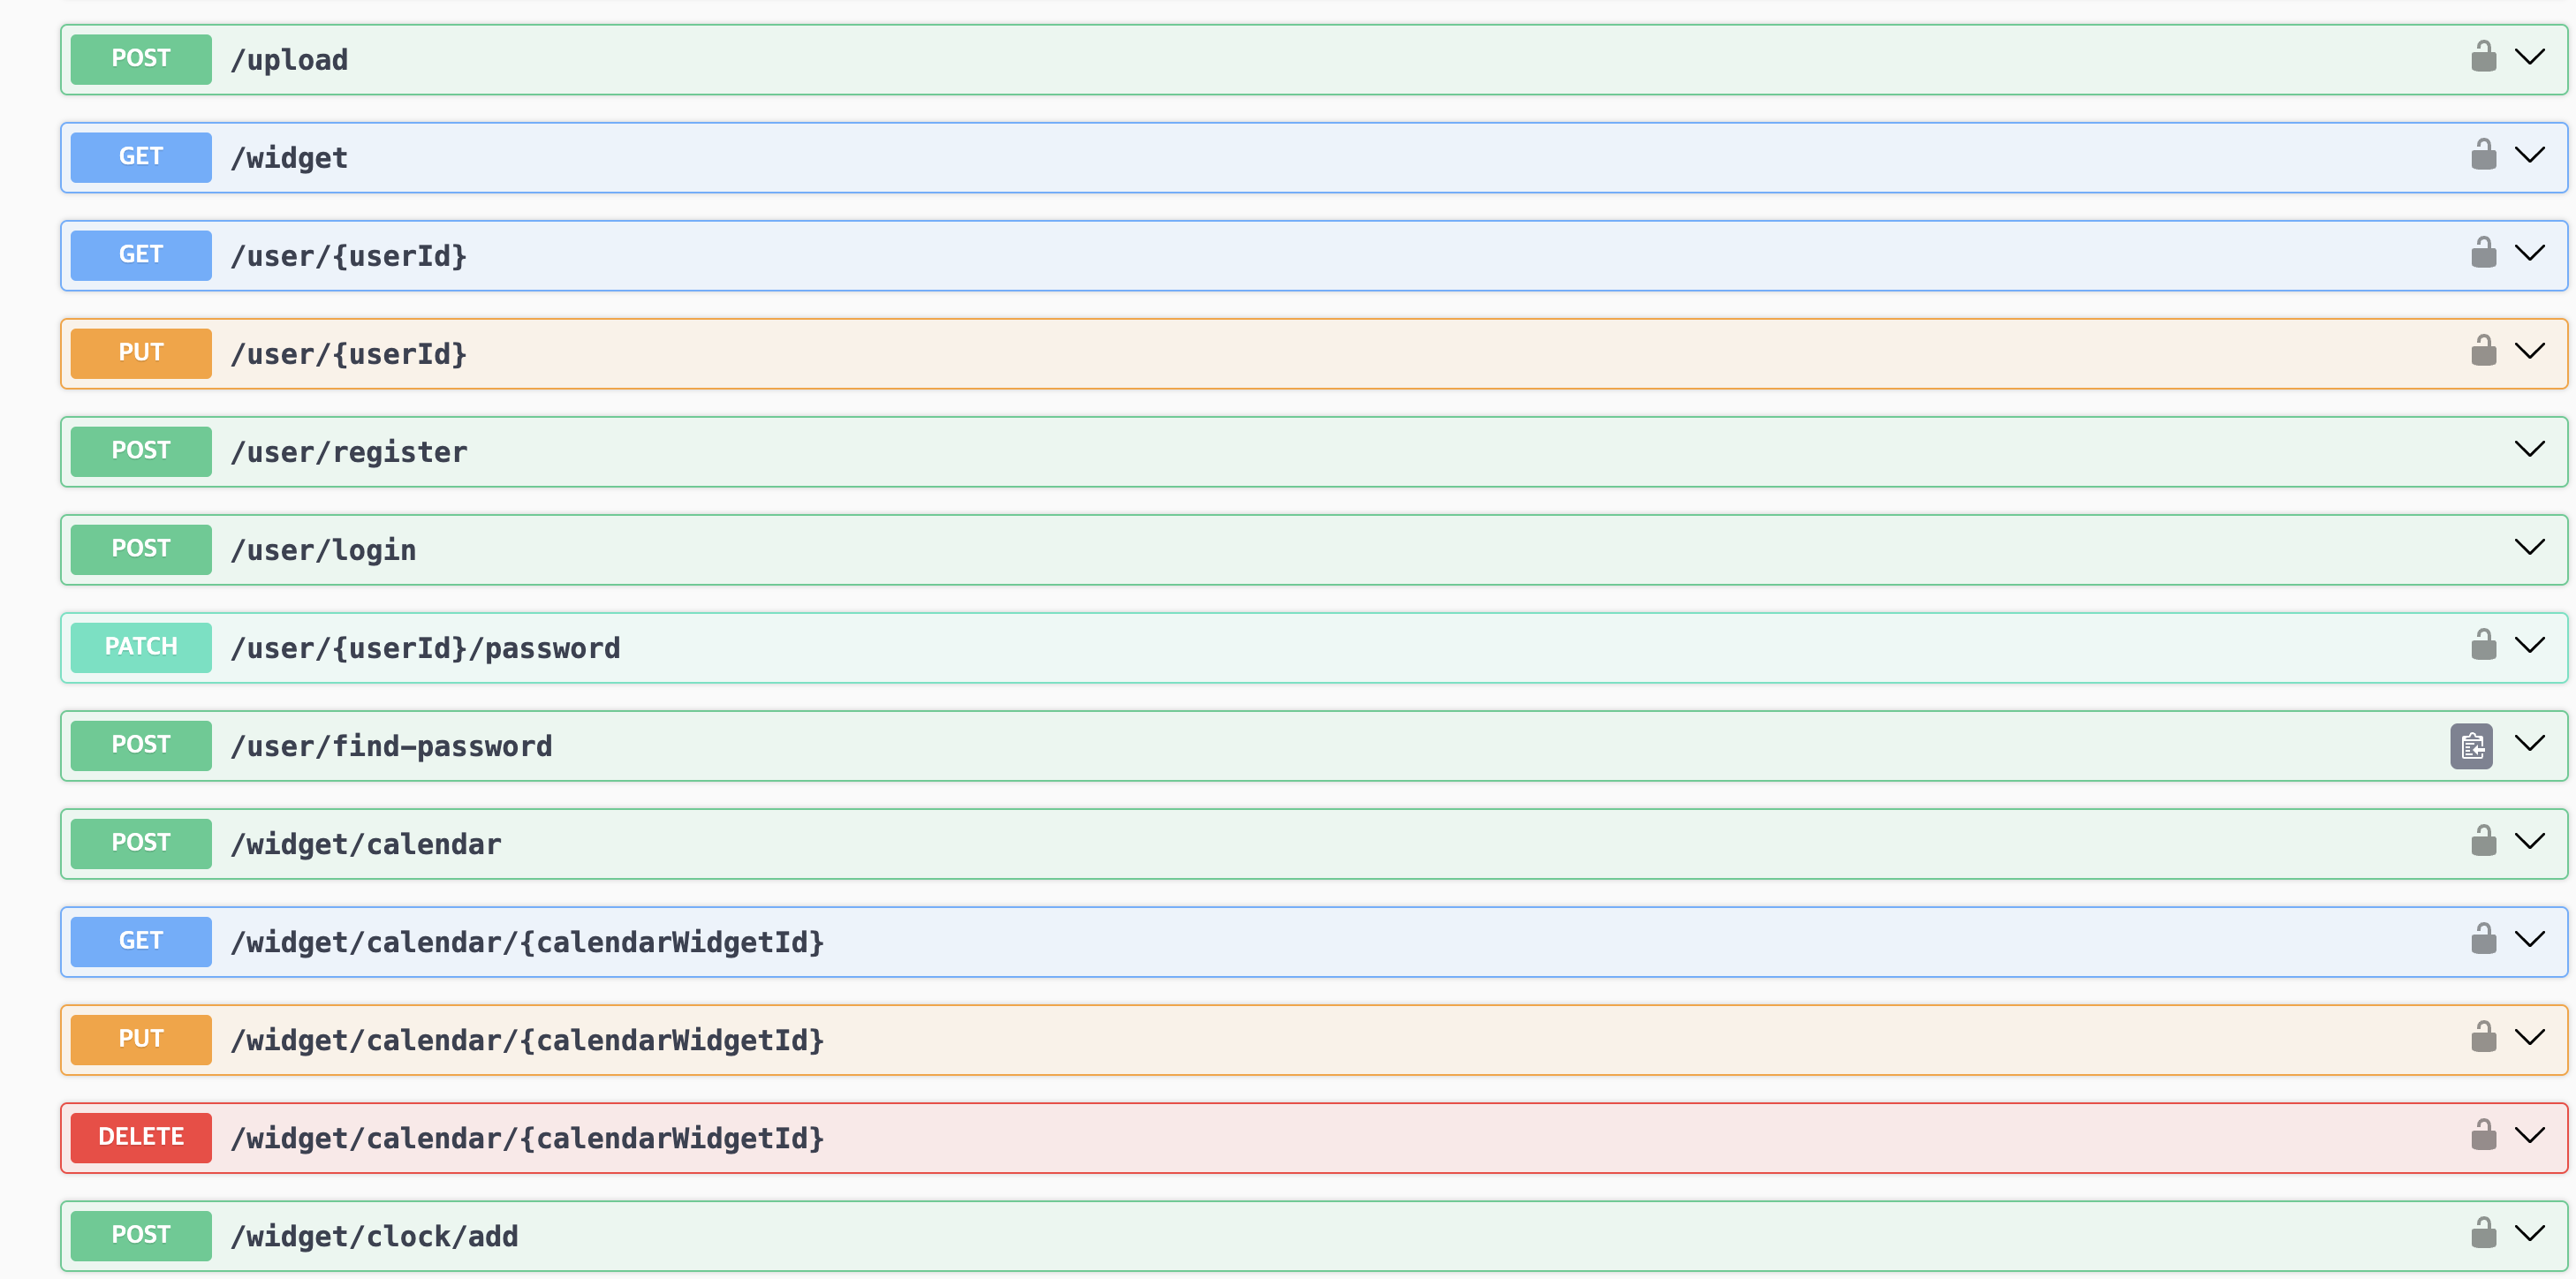 POST /upload
GET /widget
GET /user/{userId}
PUT /user/{userId}
POST /user/register
POST /user/login
PATCH /user/{userId}/password
POST /user/find-password
POST /widget/calendar
GET /widget/calendar/{calendarWidgetId}
PUT /widget/calendar/{calendarWidgetId}
DELETE /widget/calendar/{calendarWidgetId}
POST /widget/clock/add